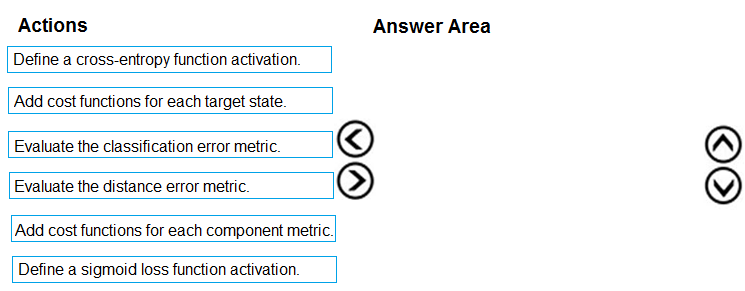 Actions
Answer Area
Define a cross-entropy function activation.
Add cost functions for each target state.
Evaluate the classification error metric.
Evaluate the distance error metric.
Add cost functions for each component metric.
Define a sigmoid loss function activation.